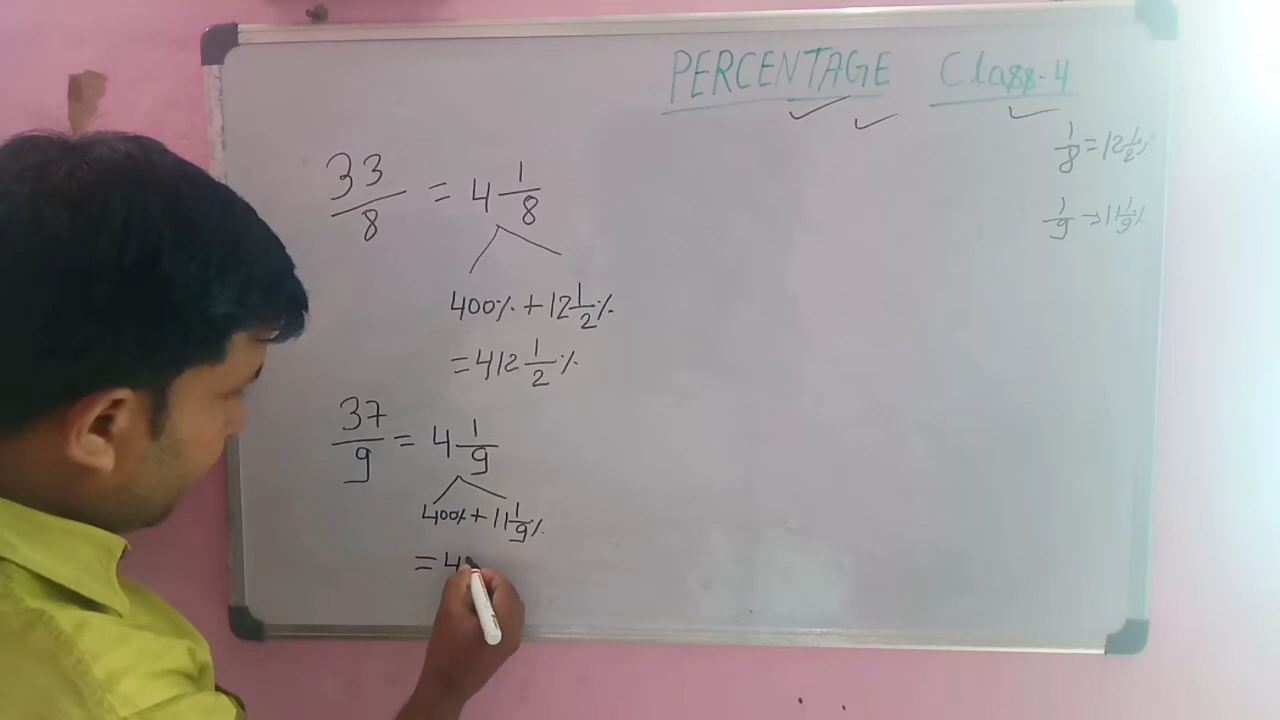 PERCENTAGE Class-4
1/8 = 12 1/2 %
1/9 → 11 1/9 %
33/8 = 4 1/8
400% + 12 1/2 %
= 412 1/2 %
37/9 = 4 1/9
400% + 11 1/9 %
= 4